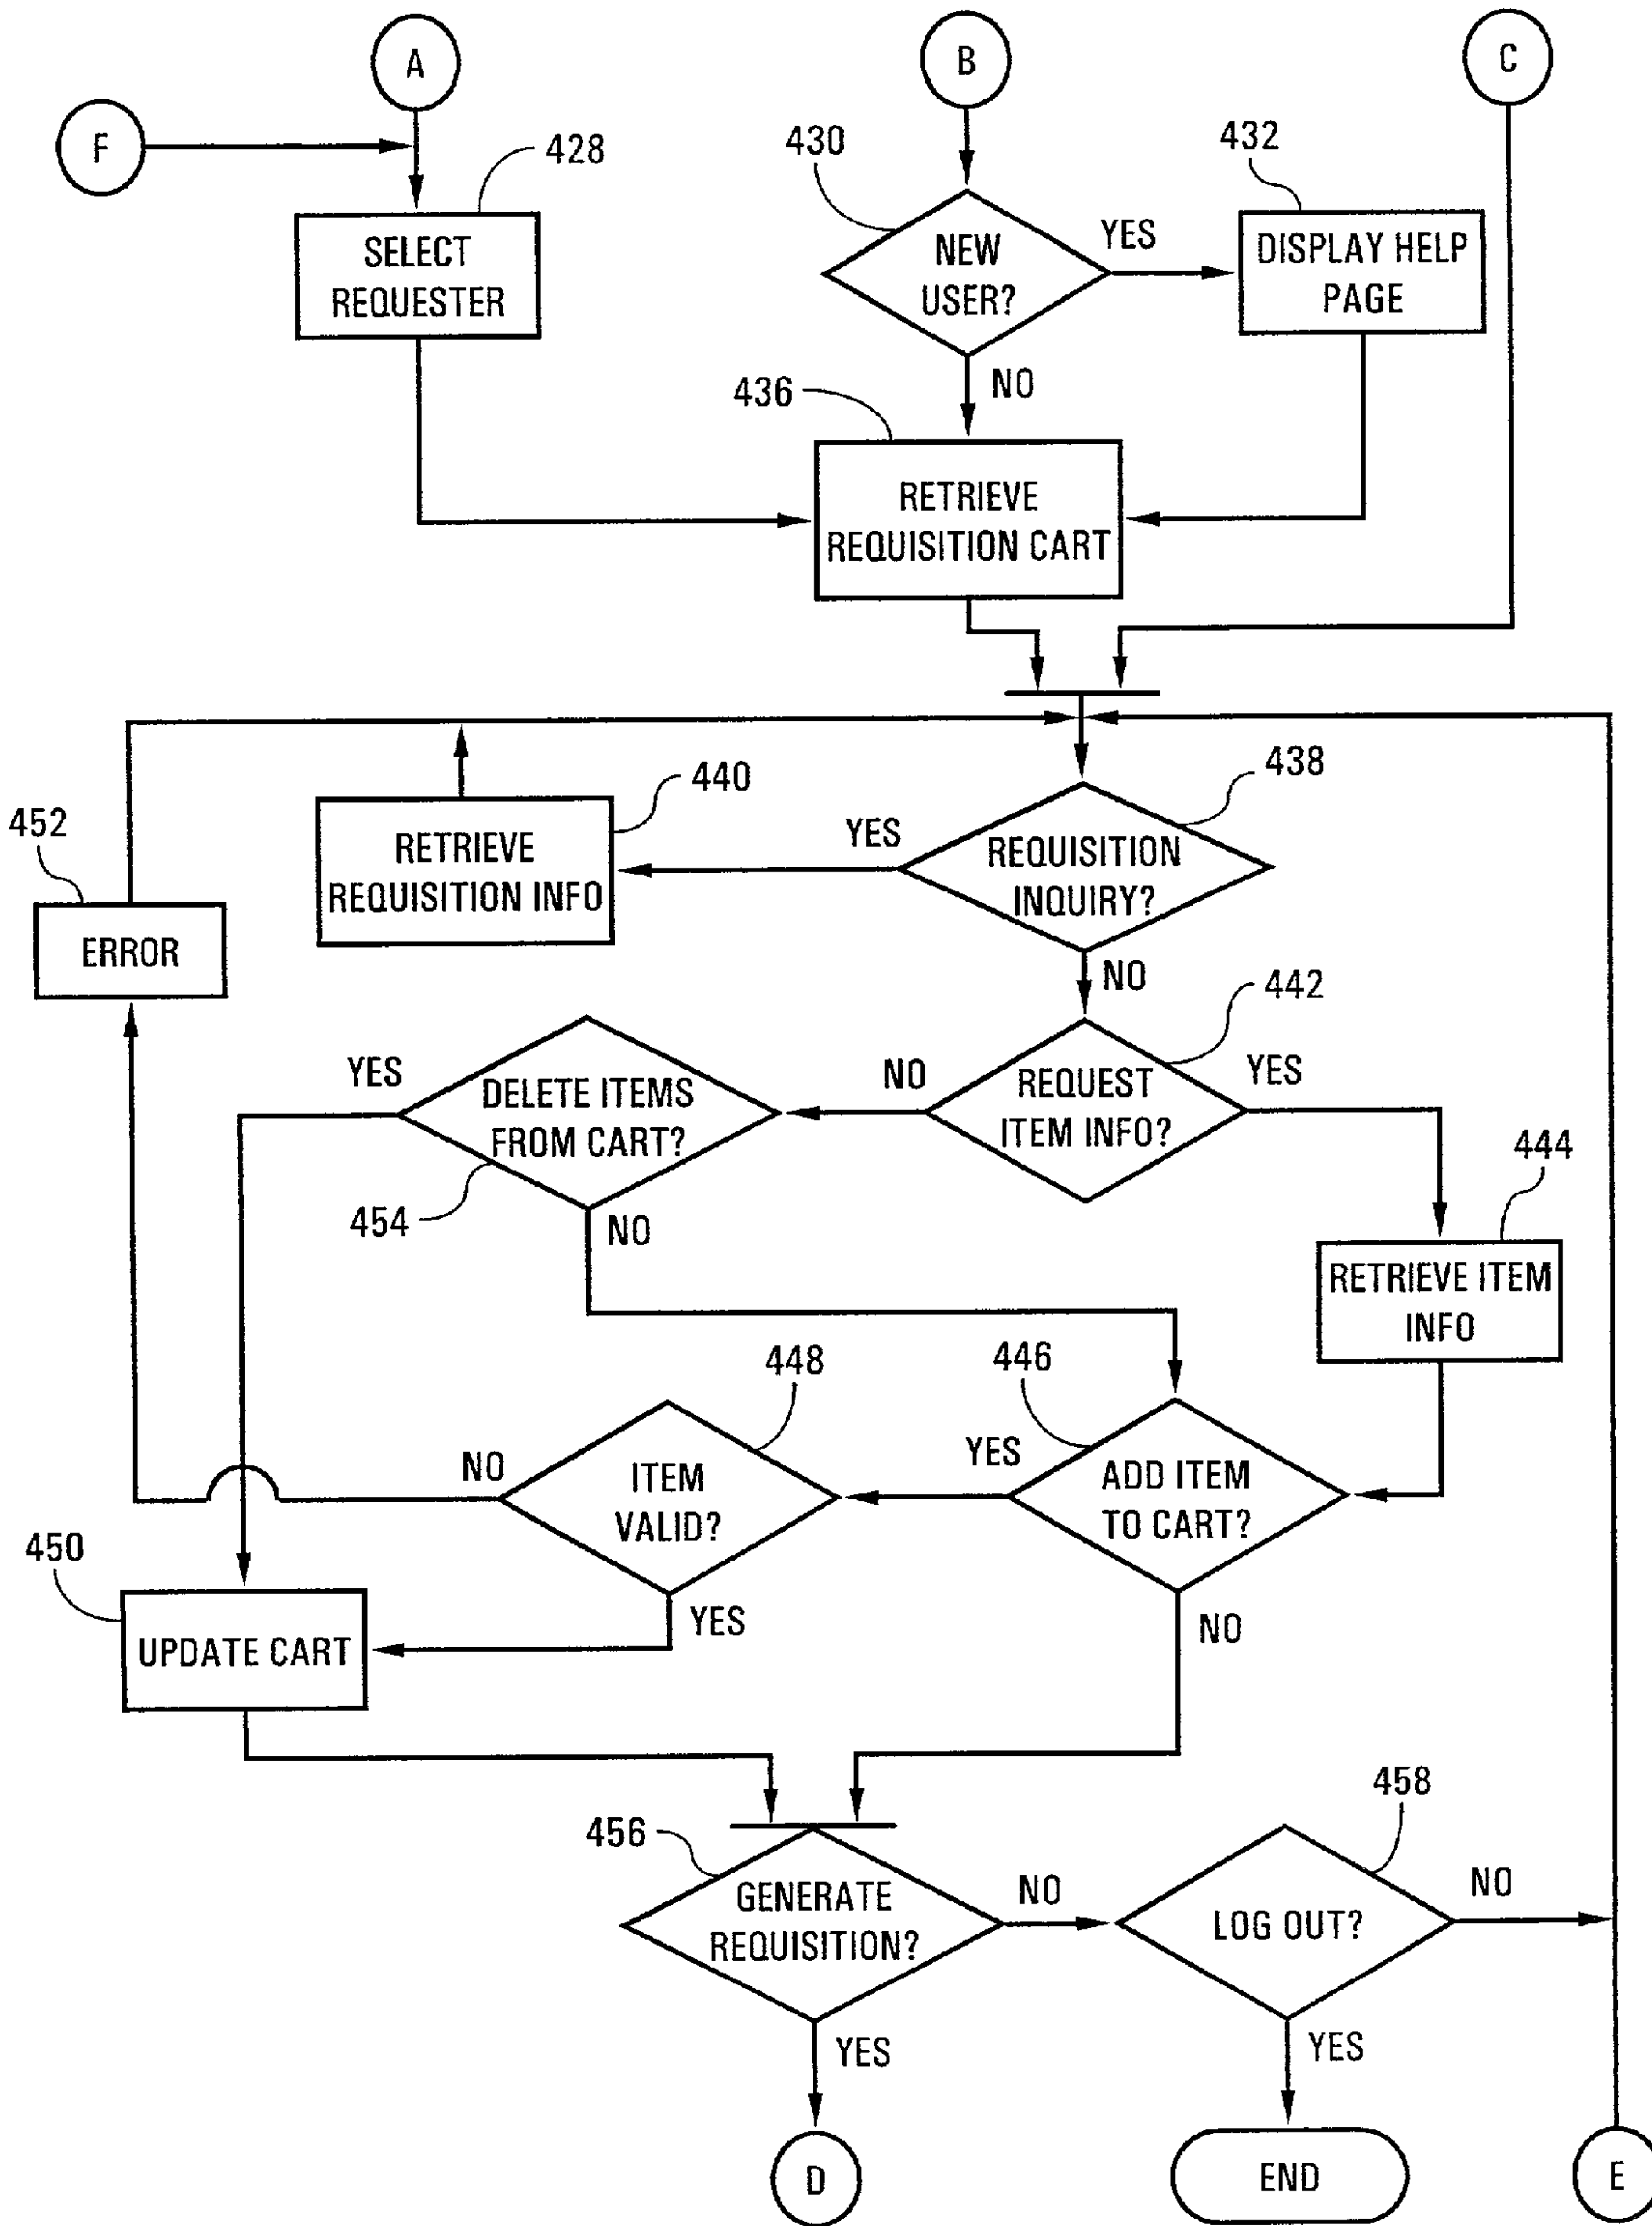 A
B
C
F
428
430
432
SELECT
REQUESTER
NEW
USER?
YES
DISPLAY HELP
PAGE
NO
436
RETRIEVE
REQUISITION CART
438
440
452
YES
RETRIEVE
REQUISITION INFO
REQUISITION
INQUIRY?
ERROR
NO
442
YES
DELETE ITEMS
FROM CART?
NO
REQUEST
ITEM INFO?
YES
444
454
NO
RETRIEVE ITEM
INFO
448
446
NO
ITEM
VALID?
YES
ADD ITEM
TO CART?
450
YES
NO
UPDATE CART
458
456
GENERATE
REQUISITION?
NO
LOG OUT?
NO
YES
YES
D
END
E